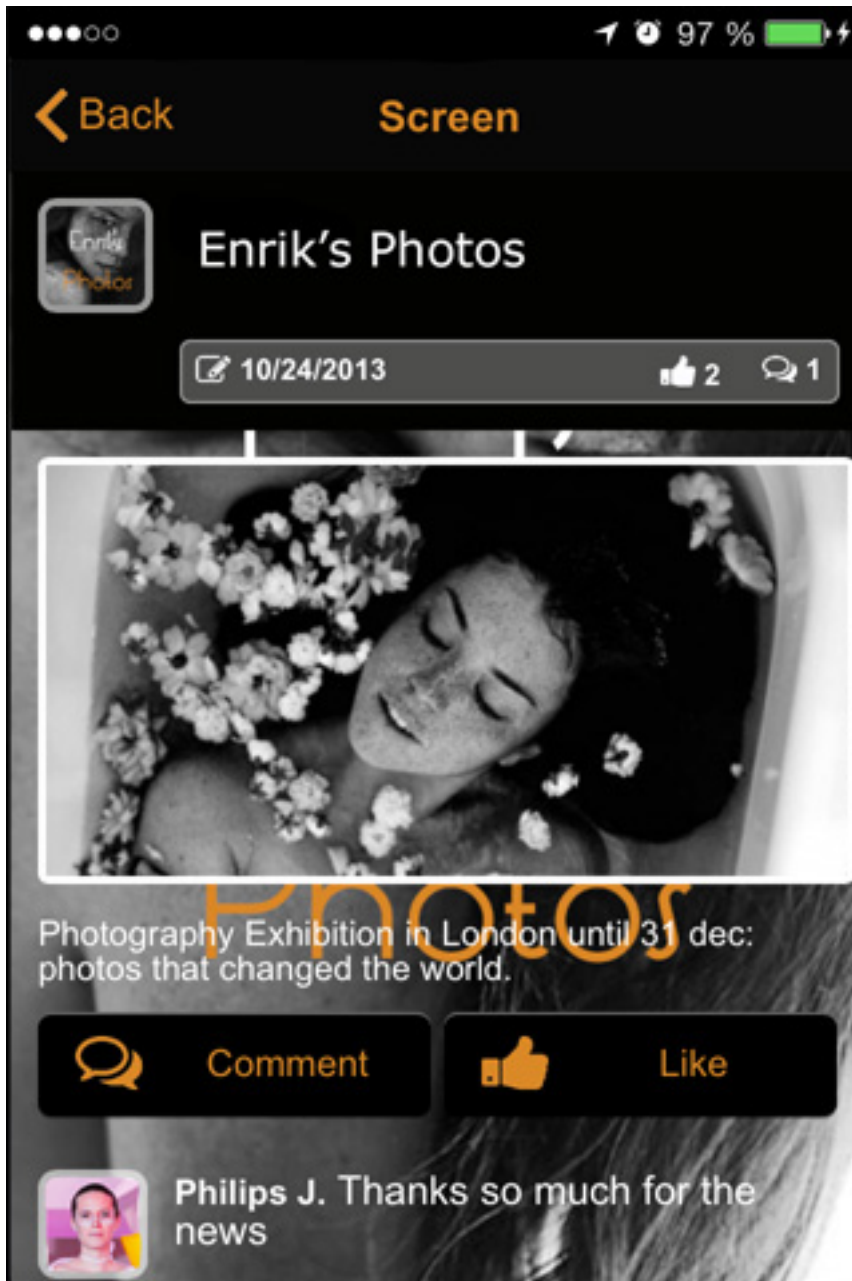 97 %
Back
Screen
Enrik's
Photos
Enrik's Photos
10/24/2013
2
1
Photos
Photography Exhibition in London until 31 dec:
photos that changed the world.
Comment
Like
Philips J. Thanks so much for the
news